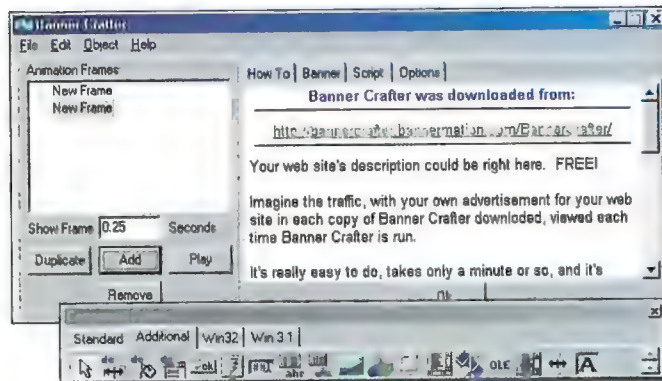 Banner Crafter
File Edit Object Help
Animation Frames
New Frame
New Frame
Show Frame 0.25 Seconds
Duplicate Add Play
Remove
How To Banner Script Options
Banner Crafter was downloaded from:
Your web site's description could be right here. FREE!
Imagine the traffic, with your own advertisement for your web
site in each copy of Banner Crafter downloded, viewed each
time Banner Crafter is run.
It's really easy to do, takes only a minute or so, and it's
Ok
Standard Additional Win32 Win 3.1
OLE A